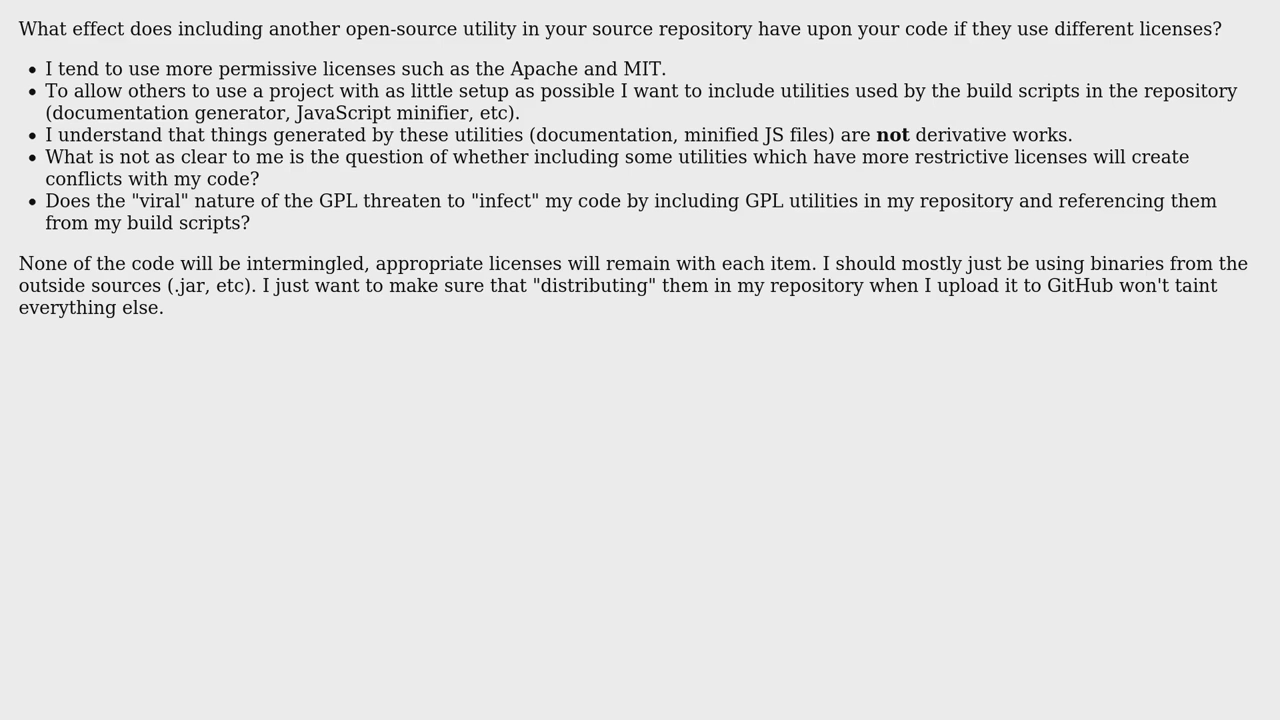 What effect does including another open-source utility in your source repository have upon your code if they use different licenses?
• I tend to use more permissive licenses such as the Apache and MIT.
• To allow others to use a project with as little setup as possible I want to include utilities used by the build scripts in the repository
(documentation generator, JavaScript minifier, etc).
• I understand that things generated by these utilities (documentation, minified JS files) are not derivative works.
• What is not as clear to me is the question of whether including some utilities which have more restrictive licenses will create
conflicts with my code?
• Does the "viral" nature of the GPL threaten to "infect" my code by including GPL utilities in my repository and referencing them
from my build scripts?
None of the code will be intermingled, appropriate licenses will remain with each item. I should mostly just be using binaries from the
outside sources (.jar, etc). I just want to make sure that "distributing" them in my repository when I upload it to GitHub won't taint
everything else.